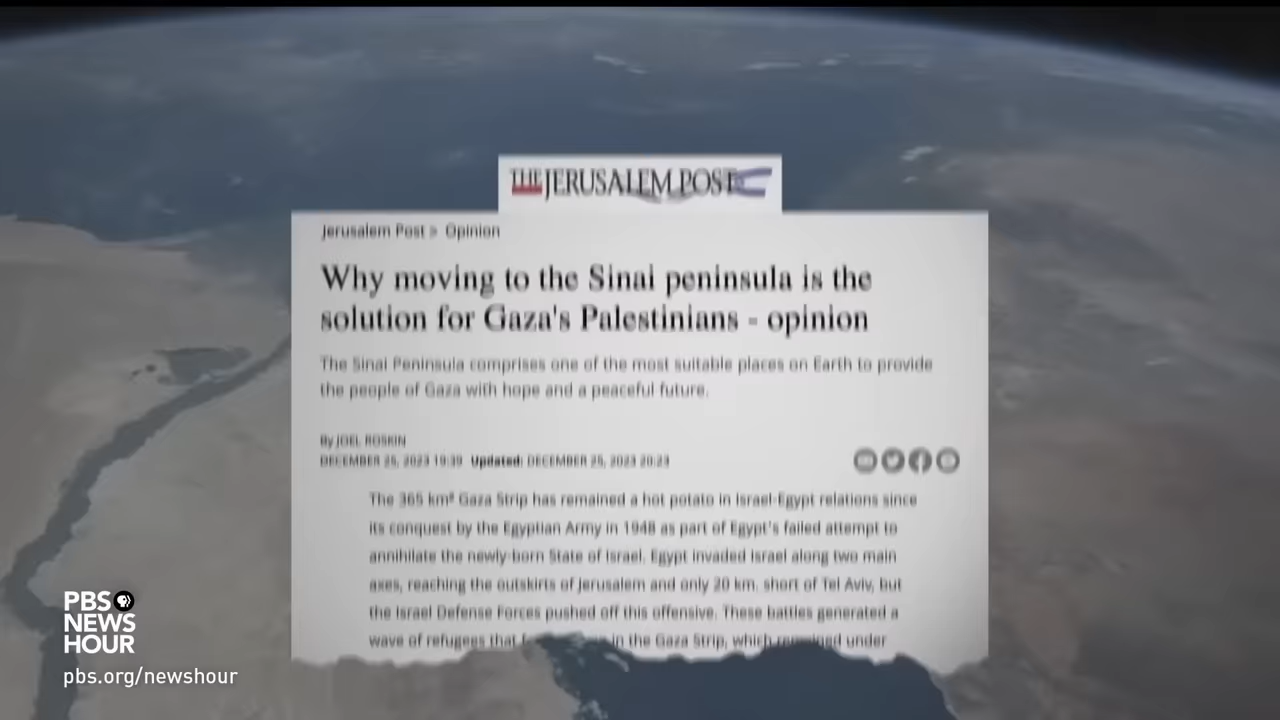 THE JERUSALEM POST
Jerusalem Post > Opinion
Why moving to the Sinai peninsula is the
solution for Gaza's Palestinians - opinion
The Sinai Peninsula comprises one of the most suitable places on Earth to provide
the people of Gaza with hope and a peaceful future.
By JOEL ROSKIN
DECEMBER 25, 2023 19:39 Updated: DECEMBER 25, 2023 20:23
The 365 km² Gaza Strip has remained a hot potato in Israel-Egypt relations since
its conquest by the Egyptian Army in 1948 as part of Egypt's failed attempt to
annihilate the newly-born State of Israel. Egypt invaded Israel along two main
axes, reaching the outskirts of Jerusalem and only 20 km. short of Tel Aviv, but
the Israel Defense Forces pushed off this offensive. These battles generated a
wave of refugees that in the Gaza Strip, which remained under
PBS
NEWS
HOUR
pbs.org/newshour